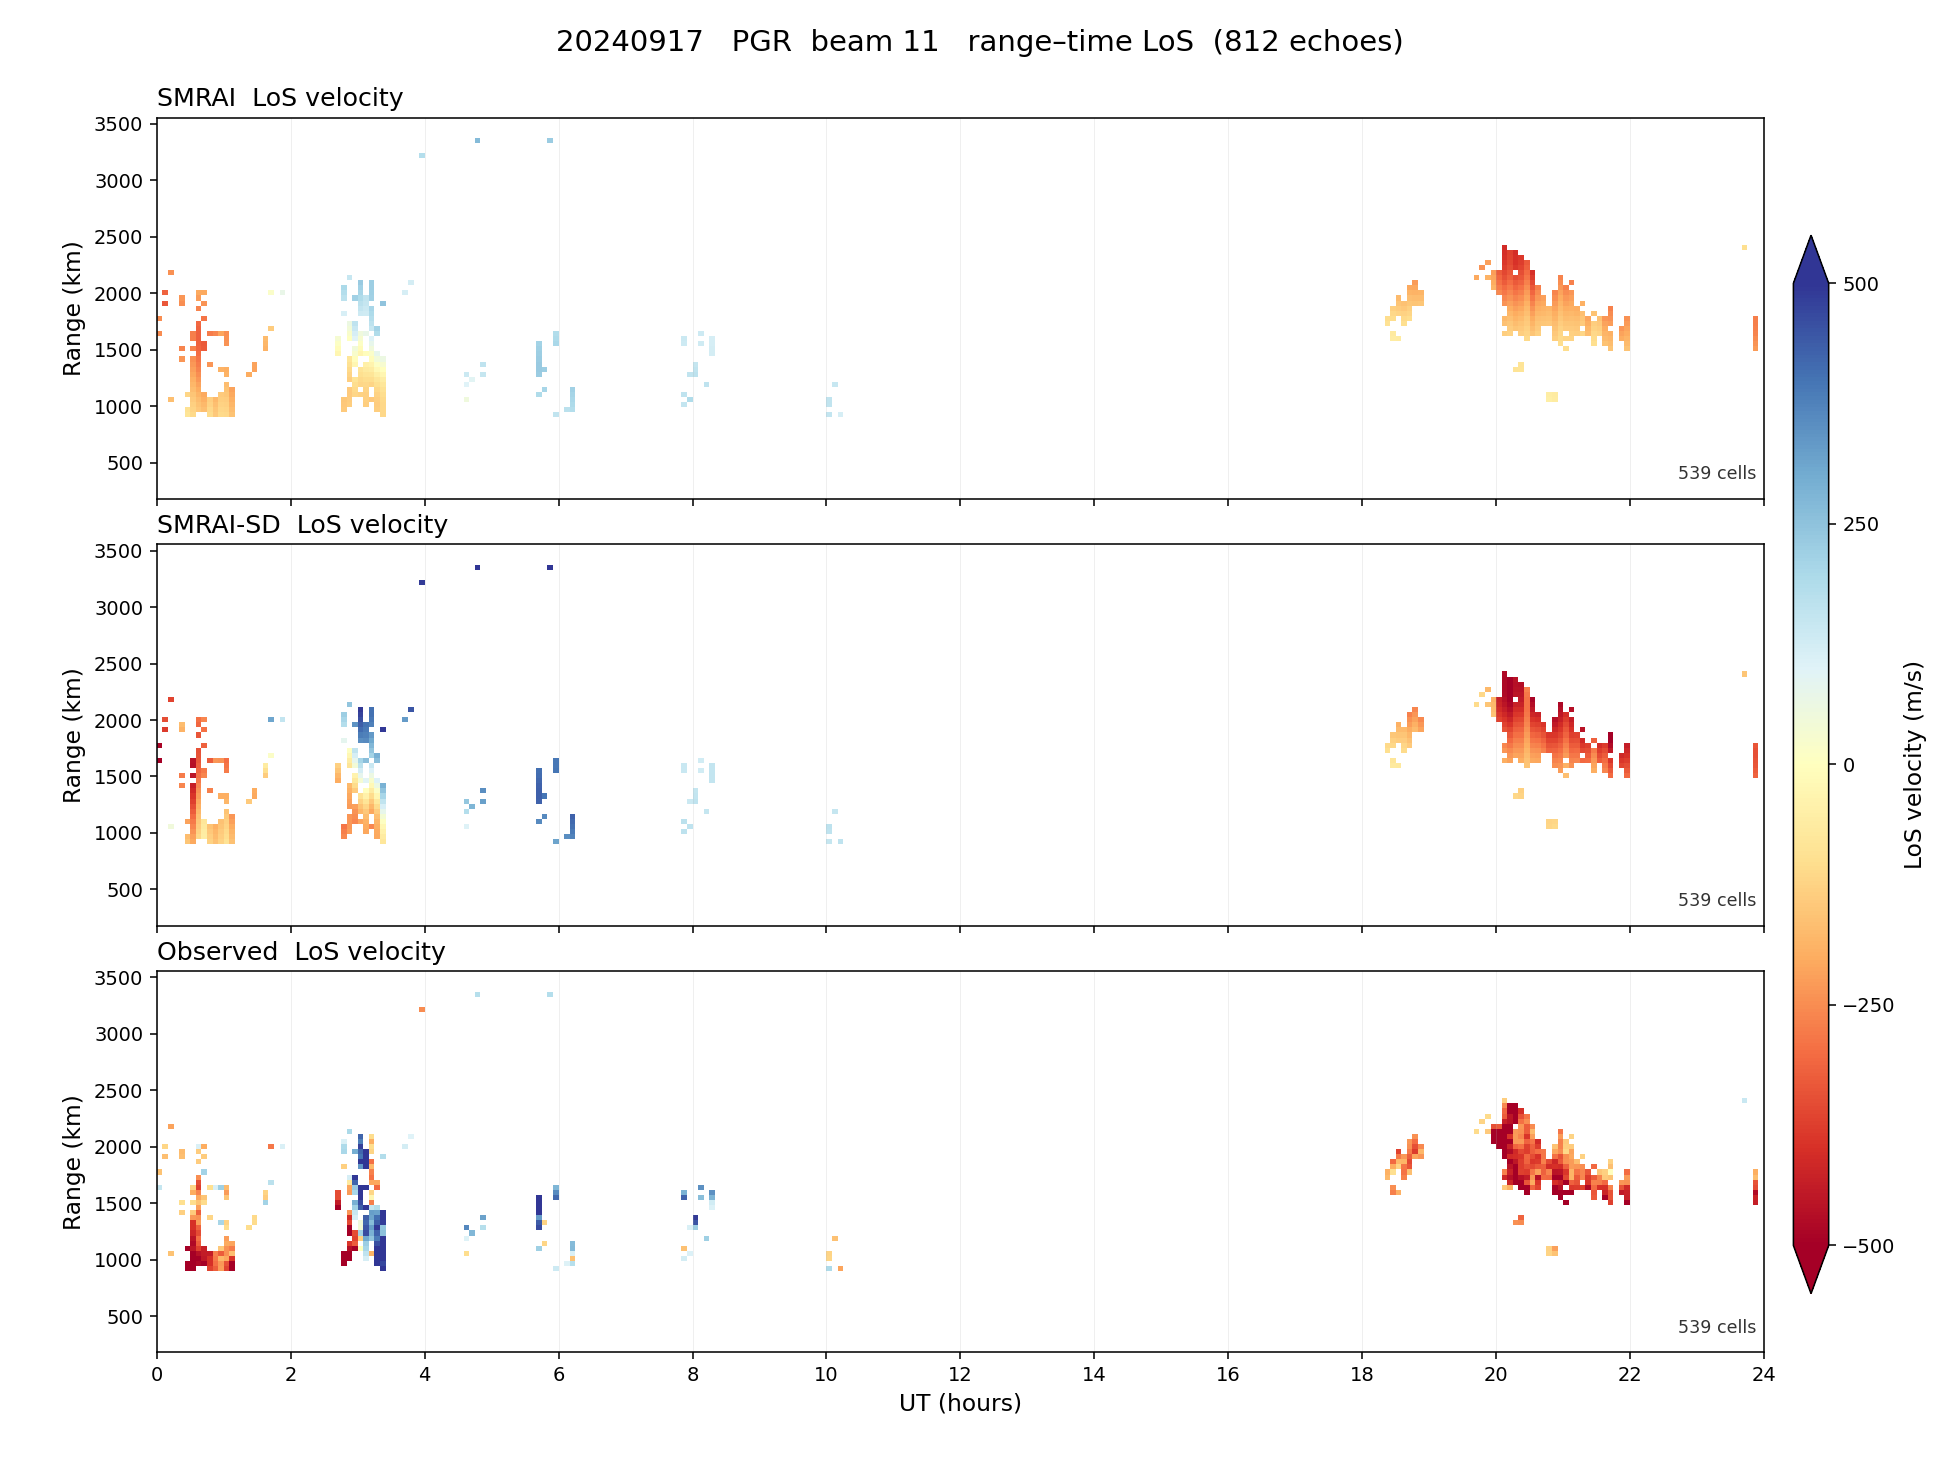 20240917   PGR  beam 11   range–time LoS  (812 echoes)
SMRAI  LoS velocity
3500
3000
2500
2000
1500
1000
500
Range (km)
539 cells
SMRAI-SD  LoS velocity
3500
3000
2500
2000
1500
1000
500
Range (km)
539 cells
Observed  LoS velocity
3500
3000
2500
2000
1500
1000
500
Range (km)
539 cells
0 2 4 6 8 10 12 14 16 18 20 22 24
UT (hours)
500
250
0
−250
−500
LoS velocity (m/s)